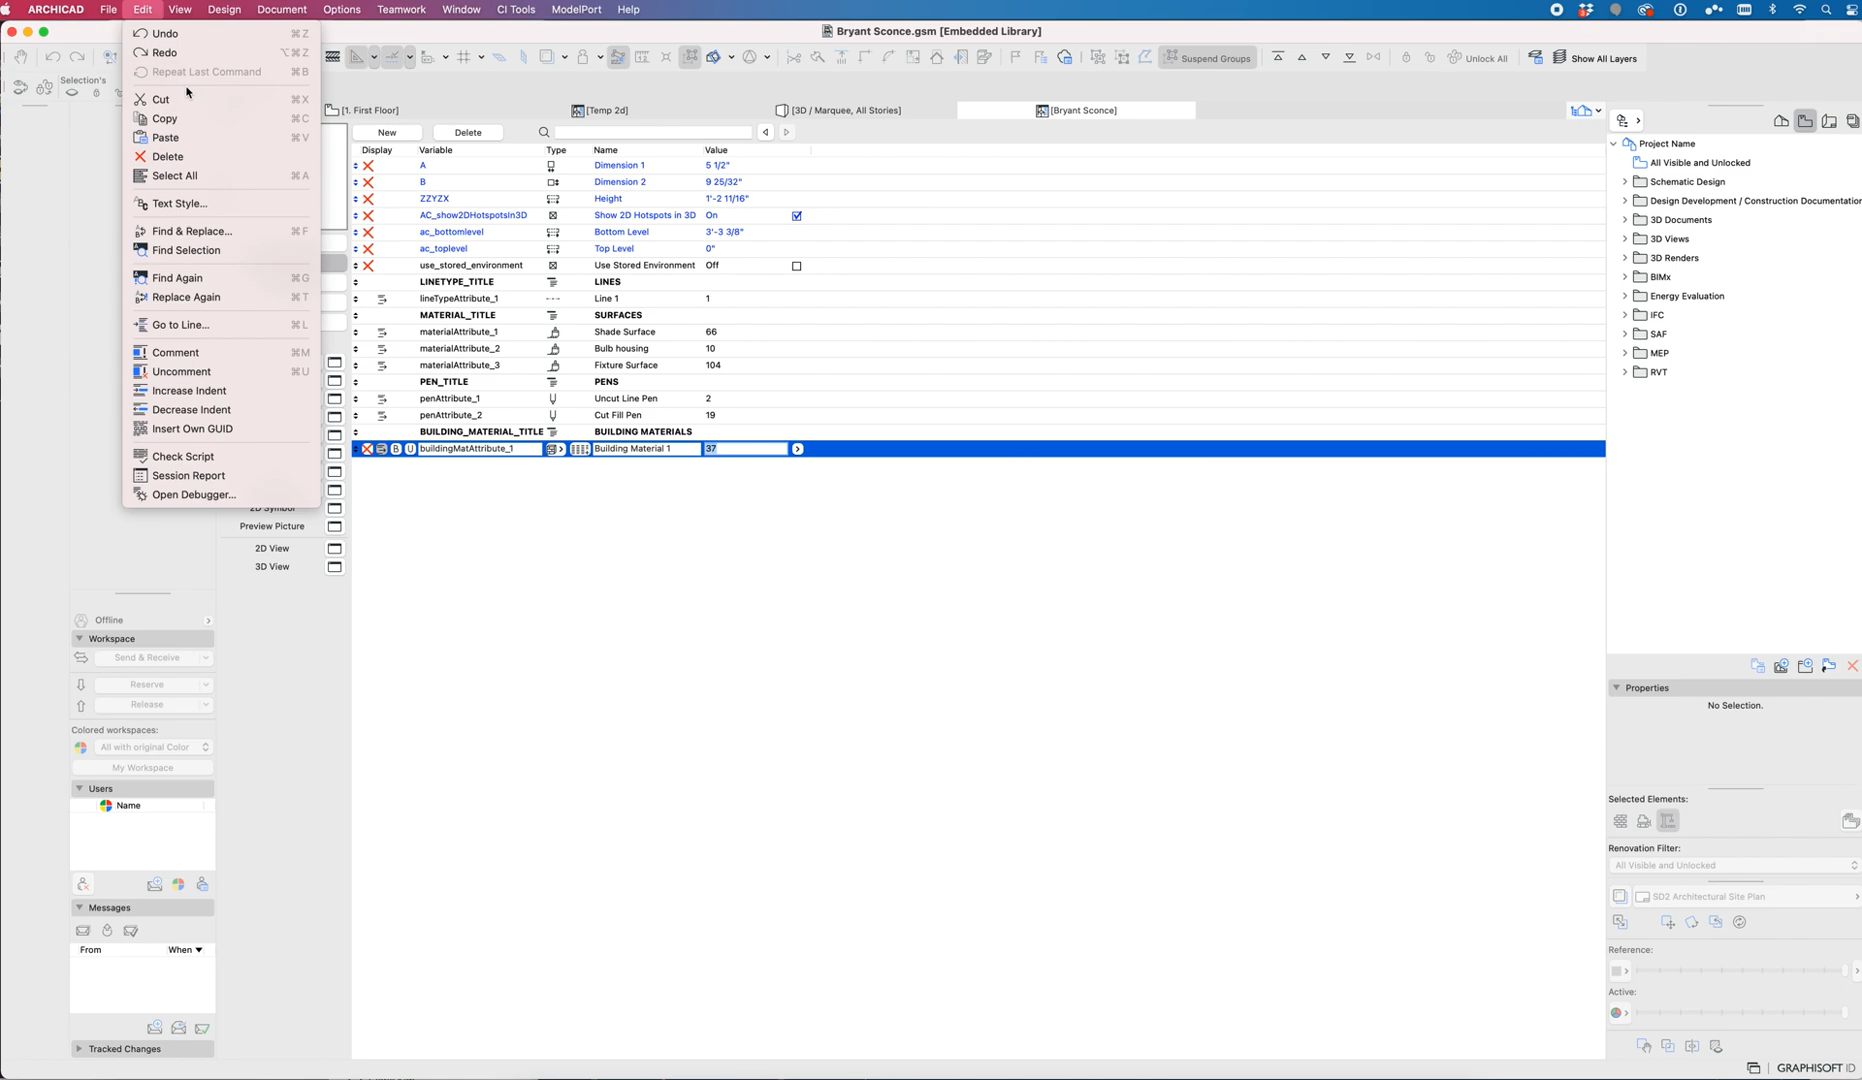 ARCHICAD File Edit View Design Document Options Teamwork Window CI Tools ModelPort Help
Bryant Sconce.gsm [Embedded Library]
Undo ⌘Z
Redo ⌥⌘Z
Repeat Last Command ⌘B
Cut ⌘X
Copy ⌘C
Paste ⌘V
Delete
Select All ⌘A
Text Style...
Find & Replace... ⌘F
Find Selection
Find Again ⌘G
Replace Again ⌘T
Go to Line... ⌘L
Comment ⌘M
Uncomment ⌘U
Increase Indent
Decrease Indent
Insert Own GUID
Check Script
Session Report
Open Debugger...
Selection's
Suspend Groups
Unlock All
Show All Layers
[1. First Floor]
[Temp 2d]
[3D / Marquee, All Stories]
[Bryant Sconce]
New Delete
Display Variable Type Name Value
A Dimension 1 5 1/2"
B Dimension 2 9 25/32"
ZZYZX Height 1'-2 11/16"
AC_show2DHotspotsIn3D Show 2D Hotspots in 3D On
ac_bottomlevel Bottom Level 3'-3 3/8"
ac_toplevel Top Level 0"
use_stored_environment Use Stored Environment Off
LINETYPE_TITLE LINES
lineTypeAttribute_1 Line 1 1
MATERIAL_TITLE SURFACES
materialAttribute_1 Shade Surface 66
materialAttribute_2 Bulb housing 10
materialAttribute_3 Fixture Surface 104
PEN_TITLE PENS
penAttribute_1 Uncut Line Pen 2
penAttribute_2 Cut Fill Pen 19
BUILDING_MATERIAL_TITLE BUILDING MATERIALS
B U buildingMatAttribute_1 Building Material 1 37
2D Symbol
Preview Picture
2D View
3D View
Offline
Workspace
Send & Receive
Reserve
Release
Colored workspaces:
All with original Color
My Workspace
Users
Name
Messages
From When
Tracked Changes
Project Name
All Visible and Unlocked
Schematic Design
Design Development / Construction Documentation
3D Documents
3D Views
3D Renders
BIMx
Energy Evaluation
IFC
SAF
MEP
RVT
Properties
No Selection.
Selected Elements:
Renovation Filter:
All Visible and Unlocked
SD2 Architectural Site Plan
Reference:
Active:
GRAPHISOFT ID